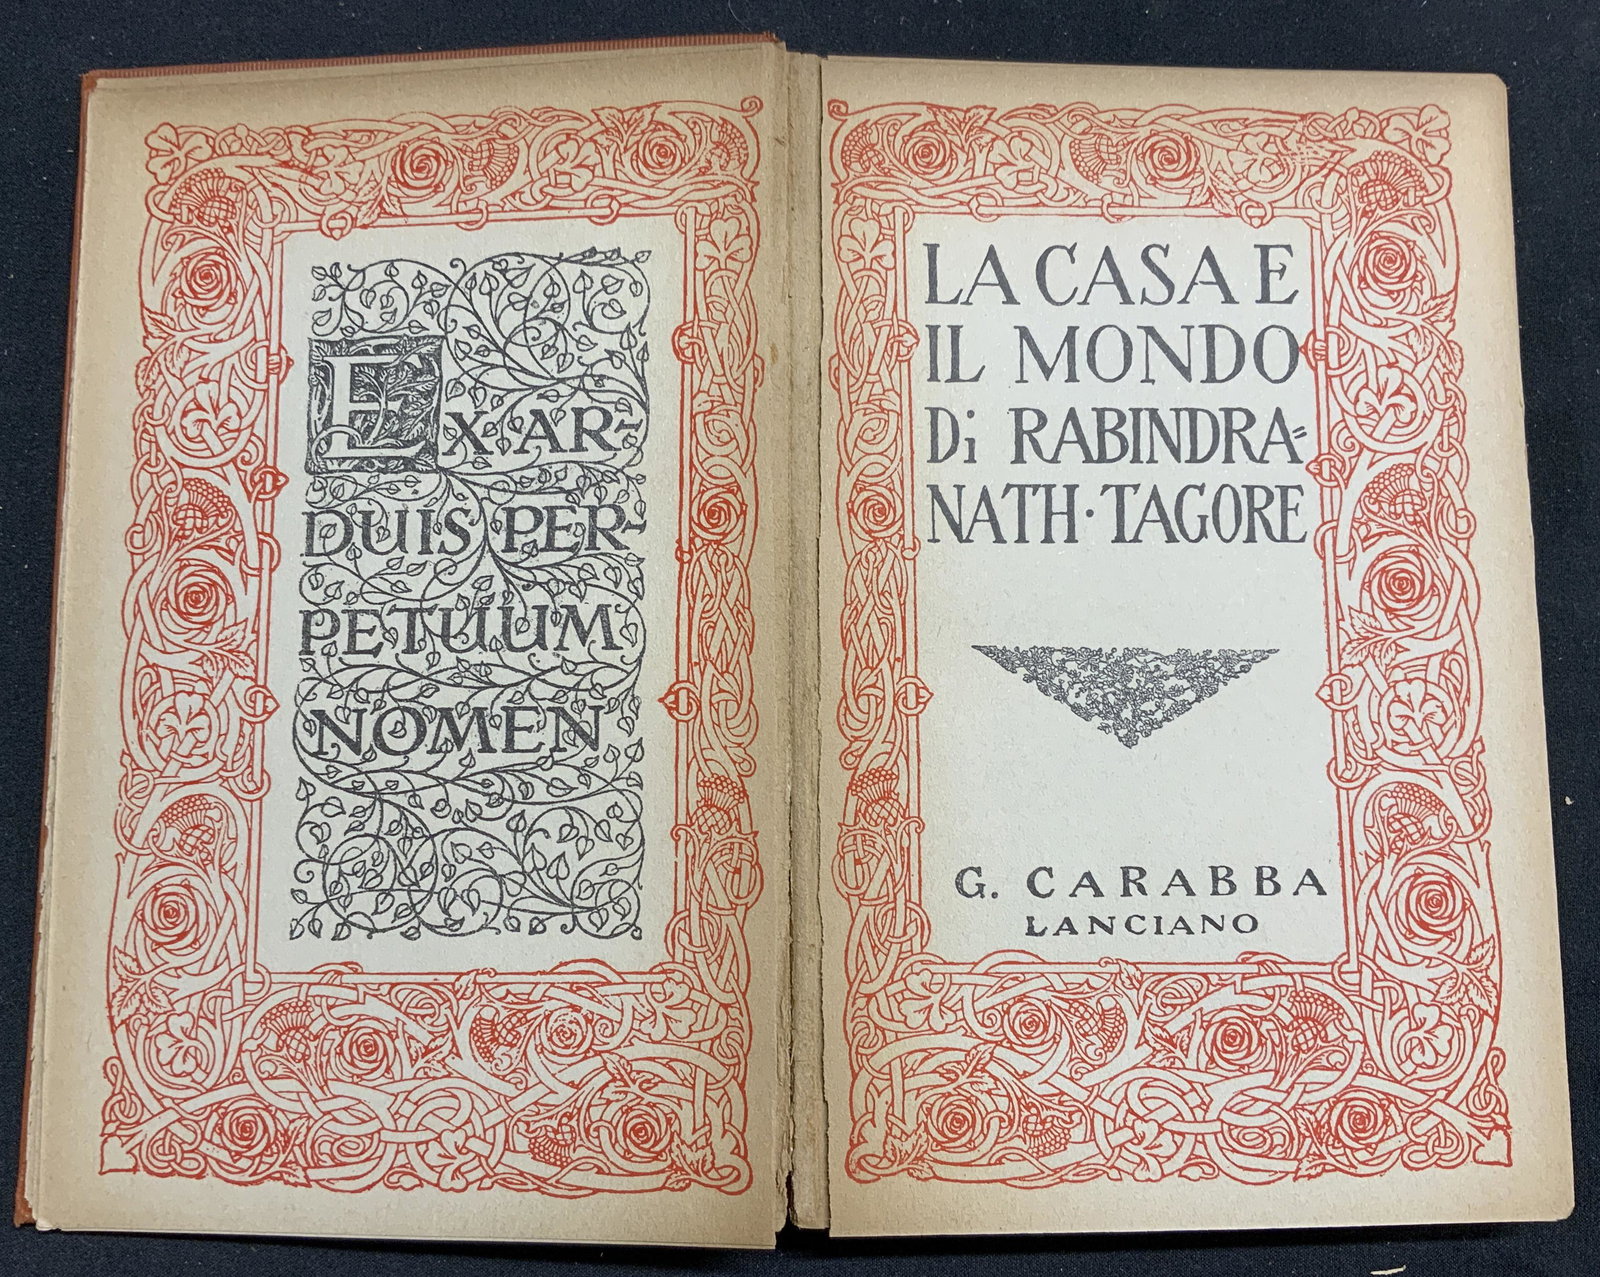 EX AR-
DUIS PER-
PETUUM
NOMEN
LA CASA E
IL MONDO
Di RABINDRA=
NATH · TAGORE
G. CARABBA
LANCIANO